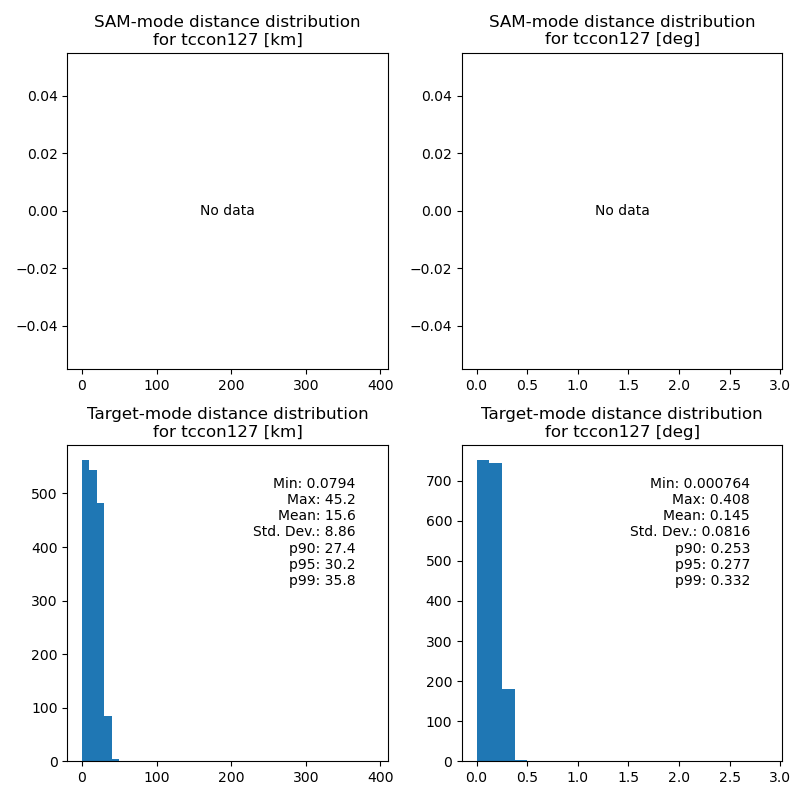 SAM-mode distance distribution
for tccon127 [km]
0.04
0.02
0.00
−0.02
−0.04
No data
0
100
200
300
400
SAM-mode distance distribution
for tccon127 [deg]
0.04
0.02
0.00
−0.02
−0.04
No data
0.0
0.5
1.0
1.5
2.0
2.5
3.0
Target-mode distance distribution
for tccon127 [km]
500
400
300
200
100
0
Min: 0.0794
Max: 45.2
Mean: 15.6
Std. Dev.: 8.86
p90: 27.4
p95: 30.2
p99: 35.8
0
100
200
300
400
Target-mode distance distribution
for tccon127 [deg]
700
600
500
400
300
200
100
0
Min: 0.000764
Max: 0.408
Mean: 0.145
Std. Dev.: 0.0816
p90: 0.253
p95: 0.277
p99: 0.332
0.0
0.5
1.0
1.5
2.0
2.5
3.0